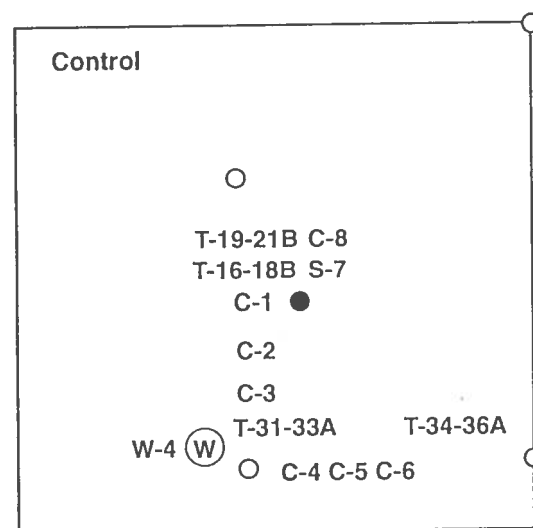 Control
T-19-21B C-8
T-16-18B S-7
C-1
C-2
C-3
T-31-33A T-34-36A
W-4 W
C-4 C-5 C-6